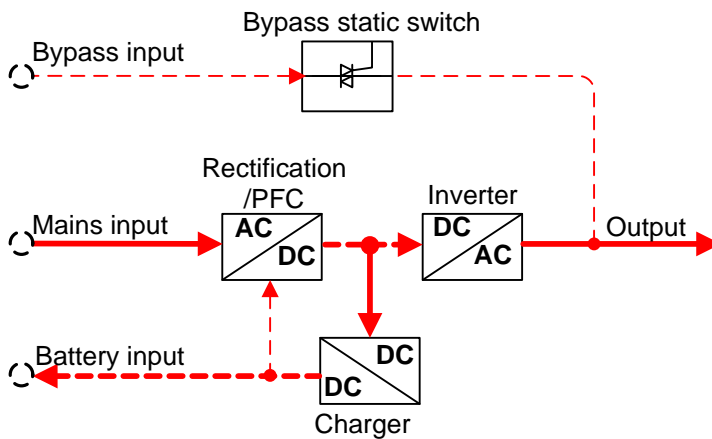 Bypass static switch
Bypass input
Rectification
/PFC
Inverter
Mains input
AC
DC
DC
AC
Output
Battery input
DC
DC
Charger